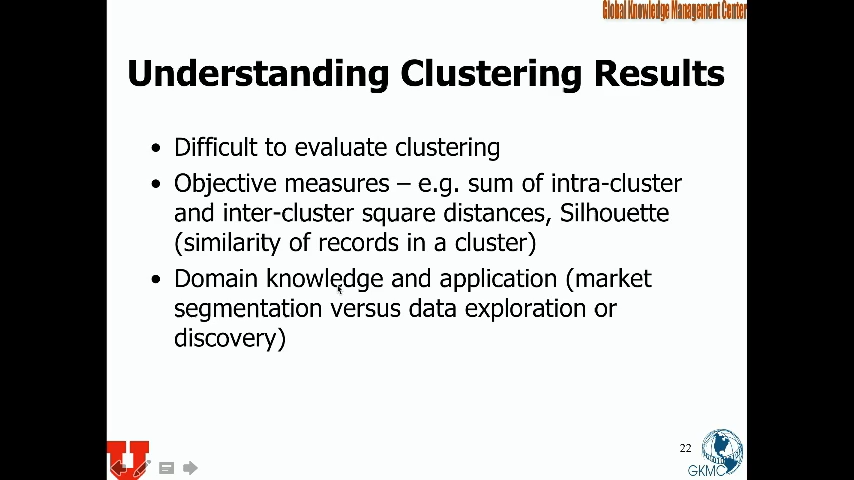 Global Knowledge Management Center
Understanding Clustering Results
• Difficult to evaluate clustering
• Objective measures – e.g. sum of intra-cluster
and inter-cluster square distances, Silhouette
(similarity of records in a cluster)
• Domain knowledge and application (market
segmentation versus data exploration or
discovery)
22
U
GKMC